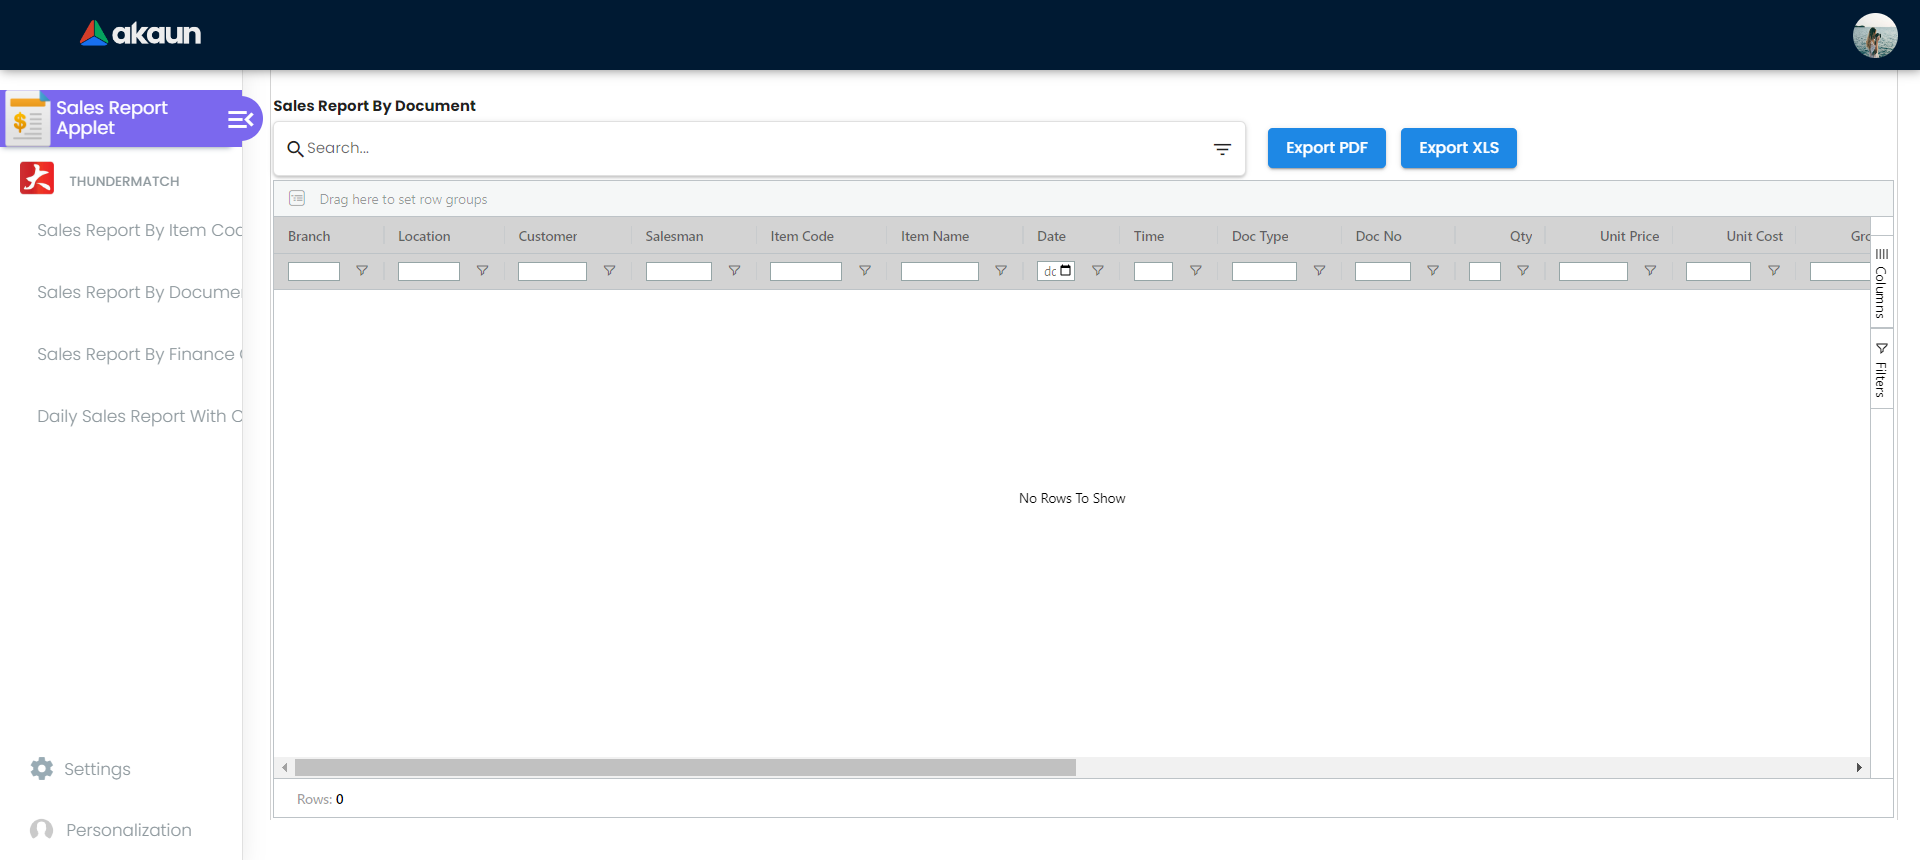 akaun
Sales Report
Applet
THUNDERMATCH
Sales Report By Item Coc
Sales Report By Docume
Sales Report By Finance
Daily Sales Report With C
Settings
Personalization
Sales Report By Document
Search...
Export PDF
Export XLS
Drag here to set row groups
Branch Location Customer Salesman Item Code Item Name Date Time Doc Type Doc No Qty Unit Price Unit Cost Grc
dc
Columns
Filters
No Rows To Show
Rows: 0